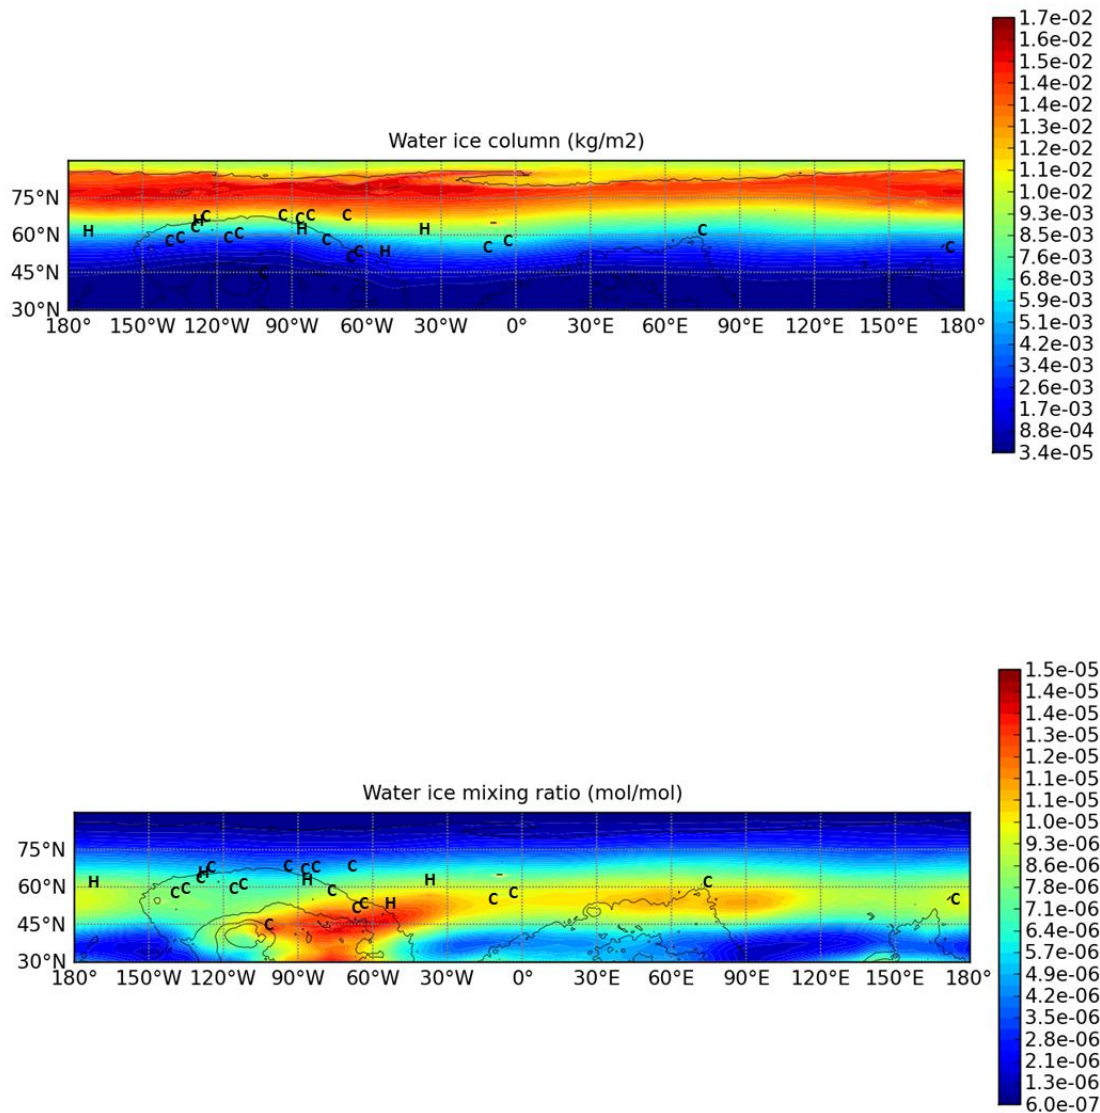 Water ice column (kg/m2)
75°N
60°N
45°N
30°N
180° 150°W 120°W 90°W 60°W 30°W 0° 30°E 60°E 90°E 120°E 150°E 180°
H C H C C C C C C H C C C C C H H C C C C C
1.7e-02
1.6e-02
1.5e-02
1.4e-02
1.4e-02
1.3e-02
1.2e-02
1.1e-02
1.0e-02
9.3e-03
8.5e-03
7.6e-03
6.8e-03
5.9e-03
5.1e-03
4.2e-03
3.4e-03
2.6e-03
1.7e-03
8.8e-04
3.4e-05
Water ice mixing ratio (mol/mol)
75°N
60°N
45°N
30°N
180° 150°W 120°W 90°W 60°W 30°W 0° 30°E 60°E 90°E 120°E 150°E 180°
H C H C C C C C C H C C C C C H H C C C C C
1.5e-05
1.4e-05
1.4e-05
1.3e-05
1.2e-05
1.1e-05
1.1e-05
1.0e-05
9.3e-06
8.6e-06
7.8e-06
7.1e-06
6.4e-06
5.7e-06
4.9e-06
4.2e-06
3.5e-06
2.8e-06
2.1e-06
1.3e-06
6.0e-07